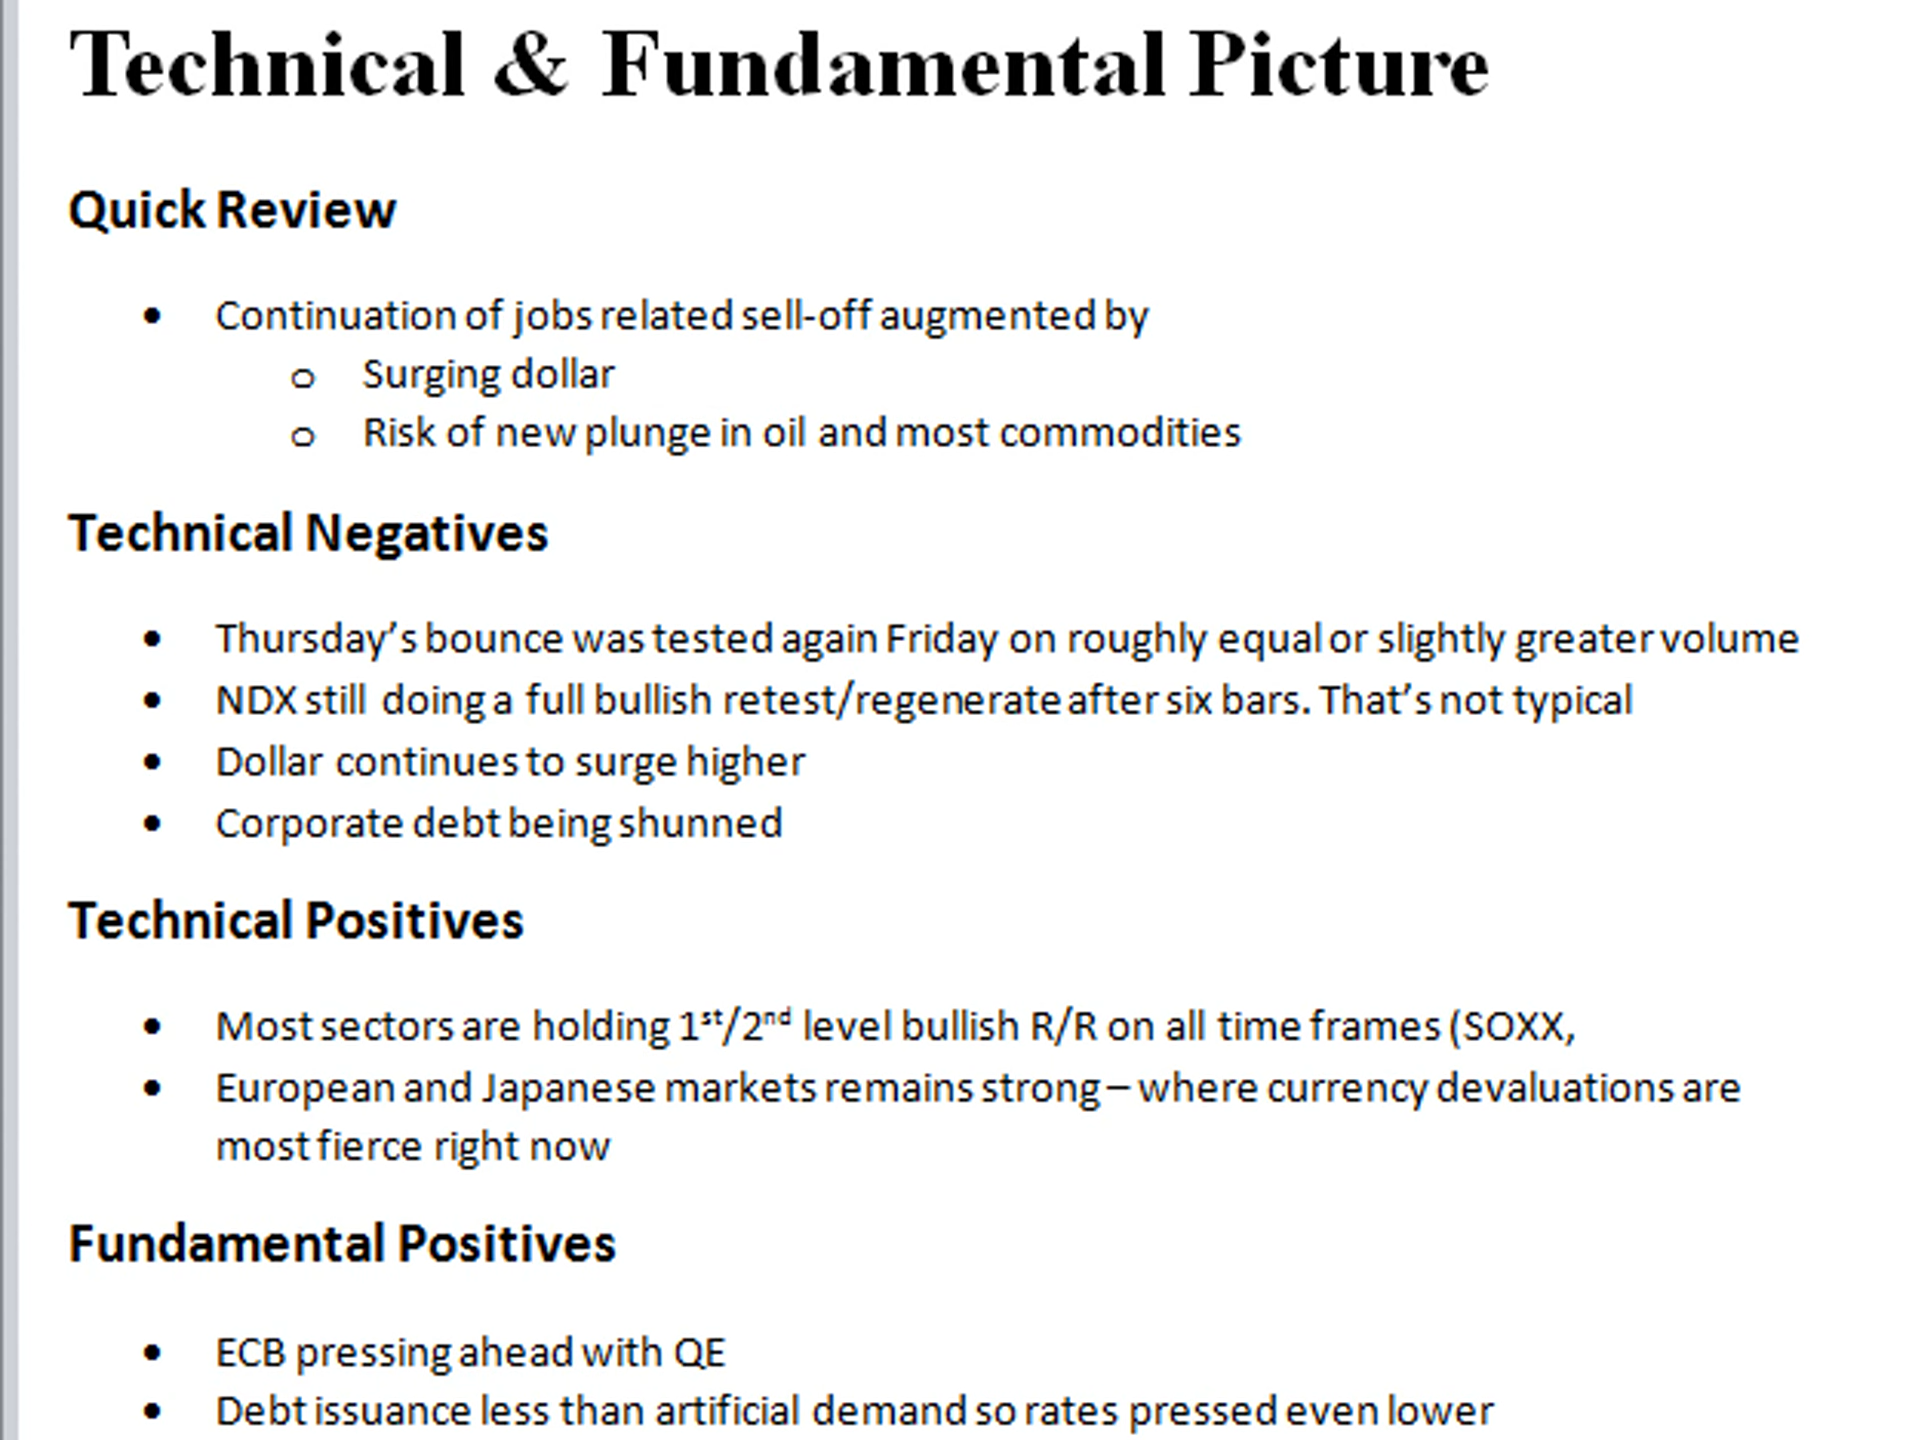 Technical & Fundamental Picture
Quick Review
• Continuation of jobs related sell-off augmented by
o Surging dollar
o Risk of new plunge in oil and most commodities
Technical Negatives
• Thursday’s bounce was tested again Friday on roughly equal or slightly greater volume
• NDX still doing a full bullish retest/regenerate after six bars. That’s not typical
• Dollar continues to surge higher
• Corporate debt being shunned
Technical Positives
• Most sectors are holding 1st/2nd level bullish R/R on all time frames (SOXX,
• European and Japanese markets remains strong – where currency devaluations are
most fierce right now
Fundamental Positives
• ECB pressing ahead with QE
• Debt issuance less than artificial demand so rates pressed even lower